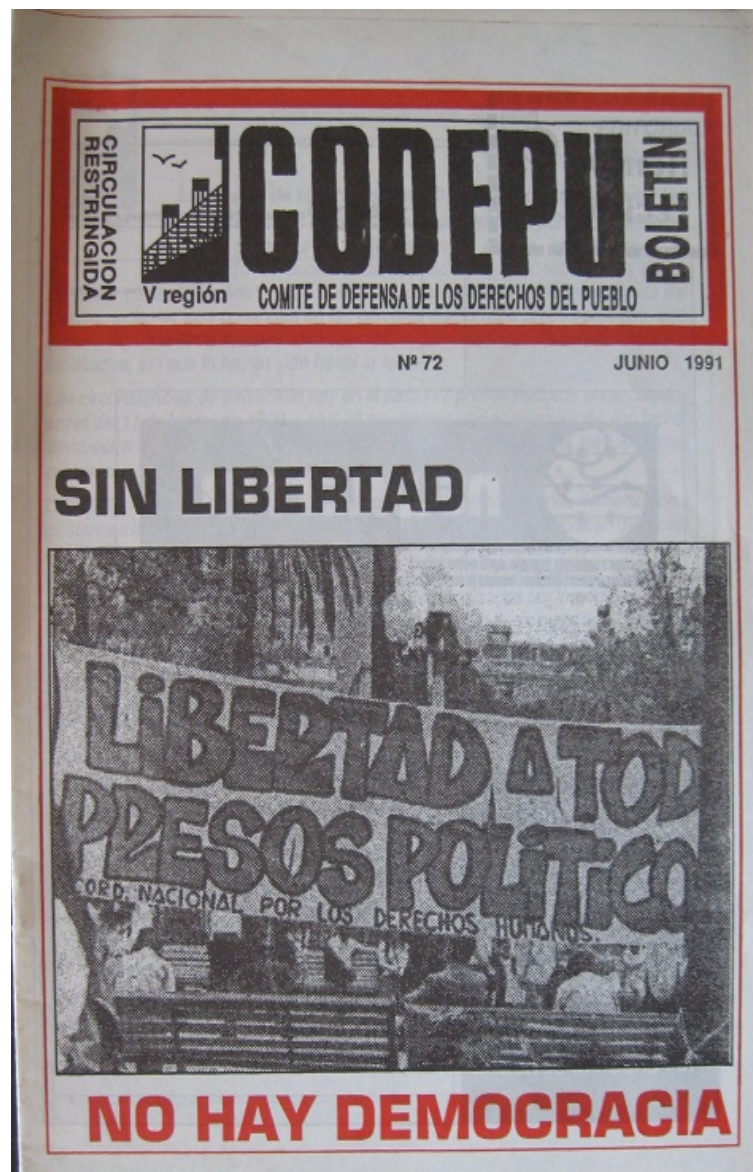 CIRCULACION
RESTRINGIDA
V región
CODEPU
COMITE DE DEFENSA DE LOS DERECHOS DEL PUEBLO
BOLETIN
Nº 72
JUNIO 1991
SIN LIBERTAD
LIBERTAD A TOD
PRESOS POLITICO
CORD. NACIONAL POR LOS DERECHOS HUMANOS.
NO HAY DEMOCRACIA